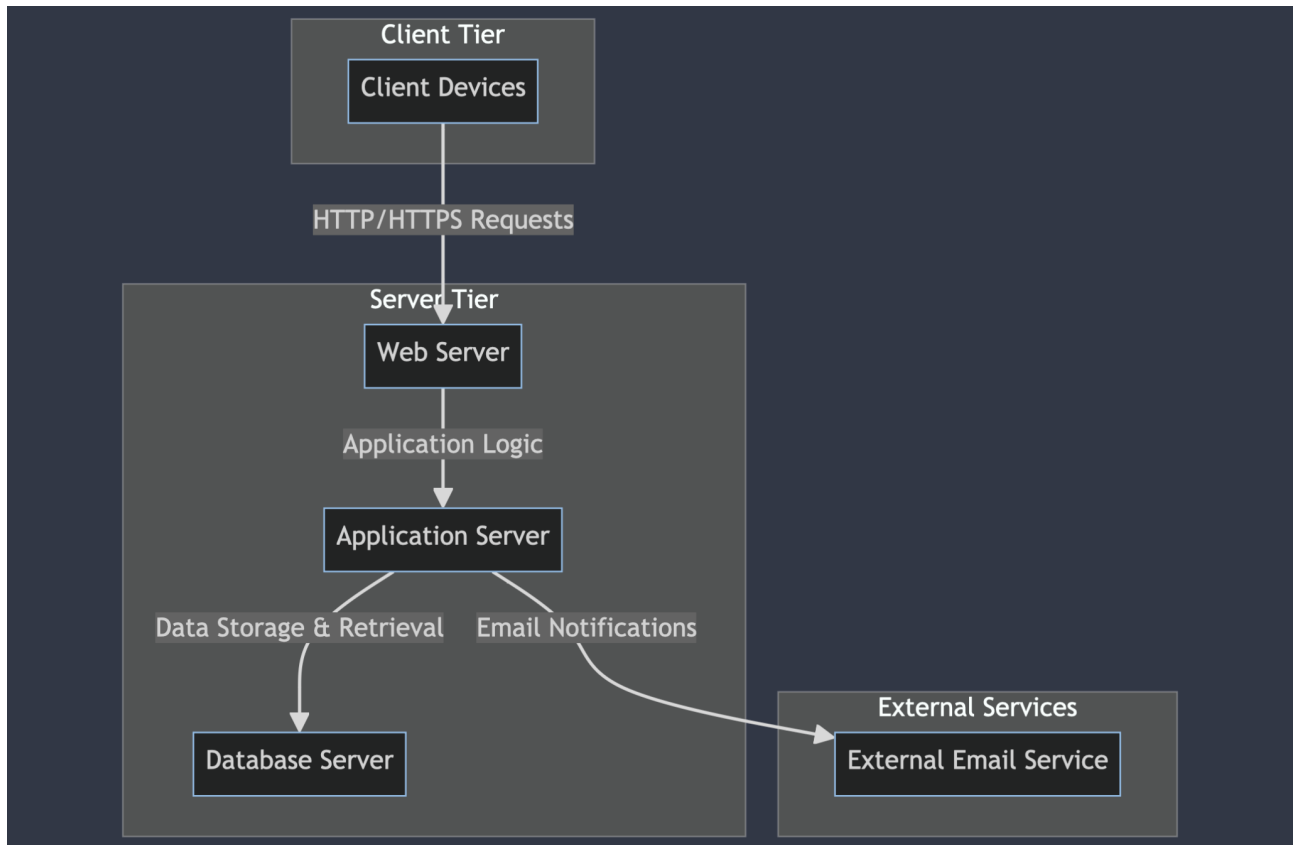 Client Tier
Client Devices
HTTP/HTTPS Requests
Server Tier
Web Server
Application Logic
Application Server
Data Storage & Retrieval
Email Notifications
External Services
Database Server
External Email Service